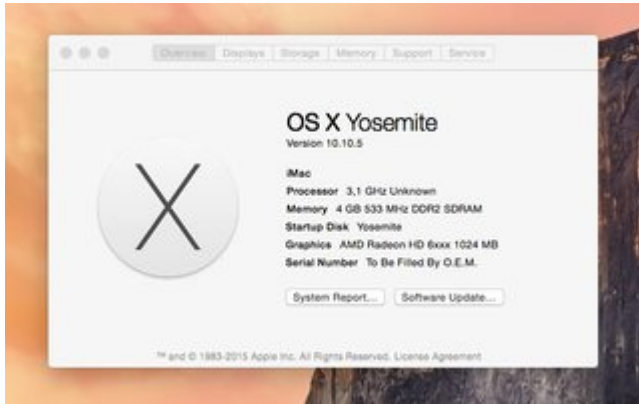 Overview Displays Storage Memory Support Service
OS X Yosemite
Version 10.10.5
iMac
Processor 3,1 GHz Unknown
Memory 4 GB 533 MHz DDR2 SDRAM
Startup Disk Yosemite
Graphics AMD Radeon HD 6xxx 1024 MB
Serial Number To Be Filled By O.E.M.
System Report... Software Update...
™ and © 1983-2015 Apple Inc. All Rights Reserved. License Agreement